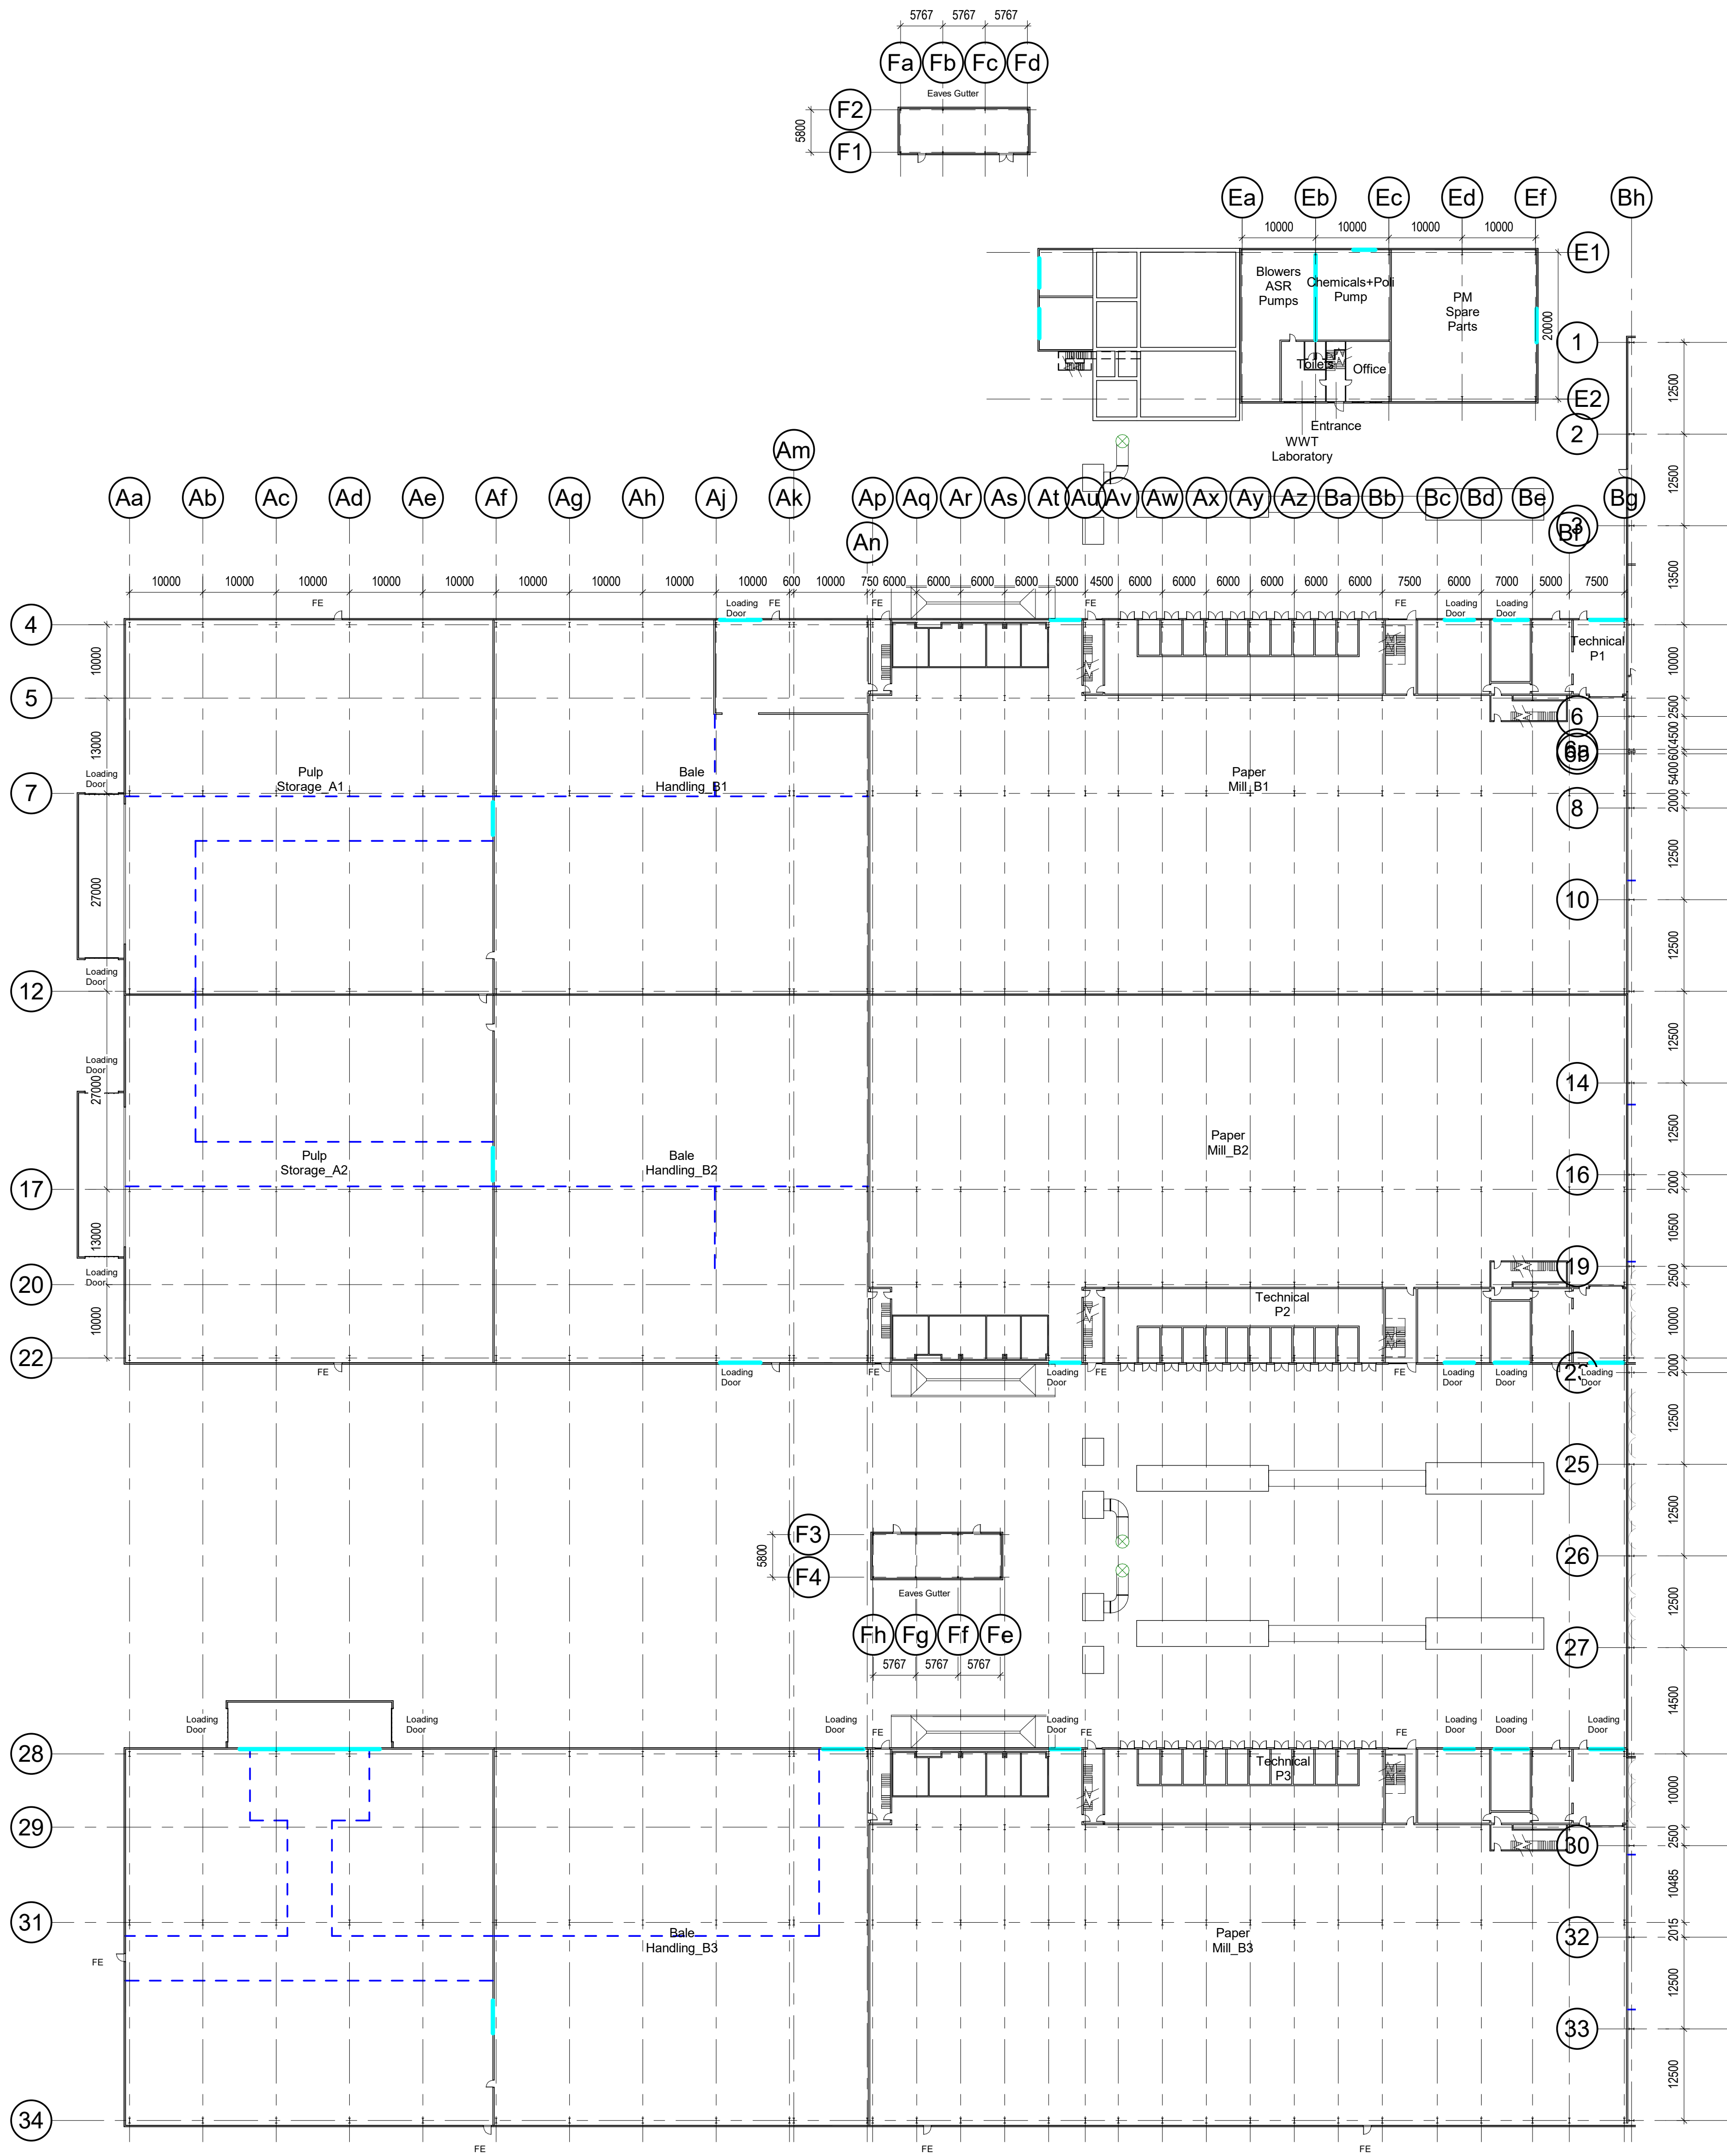 5767 5767 5767
Fa Fb Fc Fd
Eaves Gutter
F2
5800
F1
Ea Eb Ec Ed Ef Bh
10000 10000 10000 10000
E1
Blowers
ASR
Pumps
Chemicals+Poli
Pump
PM
Spare
Parts
20000
1
Office
12500
E2
Entrance
2
WWT
Laboratory
Am
12500
Aa Ab Ac Ad Ae Af Ag Ah Aj Ak Ap Aq Ar As At Au Av Aw Ax Ay Az Ba Bb Bc Bd Be Bg
3
An
Bf
13500
10000 10000 10000 10000 10000 10000 10000 10000 10000 600 10000 750 6000 6000 6000 6000 5000 4500 6000 6000 6000 6000 6000 6000 7500 6000 7000 5000 7500
FE
Loading
Door
FE
FE
FE
FE
Loading
Door
Loading
Door
4
10000
Technical
P1
10000
5
2500
6
13000
4500
6b
600
5400
Loading
Door
Pulp
Storage_A1
Bale
Handling_B1
Paper
Mill_B1
7
2000
8
12500
27000
10
12500
Loading
Door
12
12500
Loading
Door
27000
14
12500
Paper
Mill_B2
Pulp
Storage_A2
Bale
Handling_B2
16
17
2000
13000
10500
Loading
Door
19
20
2500
Technical
P2
10000
10000
22
FE
Loading
Door
FE
Loading
Door
FE
FE
Loading
Door
Loading
Door
Loading
Door
2000
12500
25
12500
F3
5800
26
F4
Eaves Gutter
12500
Fh Fg Ff Fe
27
5767 5767 5767
14500
Loading
Door
Loading
Door
Loading
Door
FE
Loading
Door
FE
FE
Loading
Door
Loading
Door
Loading
Door
28
Technical
P3
10000
29
2500
30
10485
31
2015
Bale
Handling_B3
Paper
Mill_B3
32
FE
12500
33
12500
34
FE
FE
FE